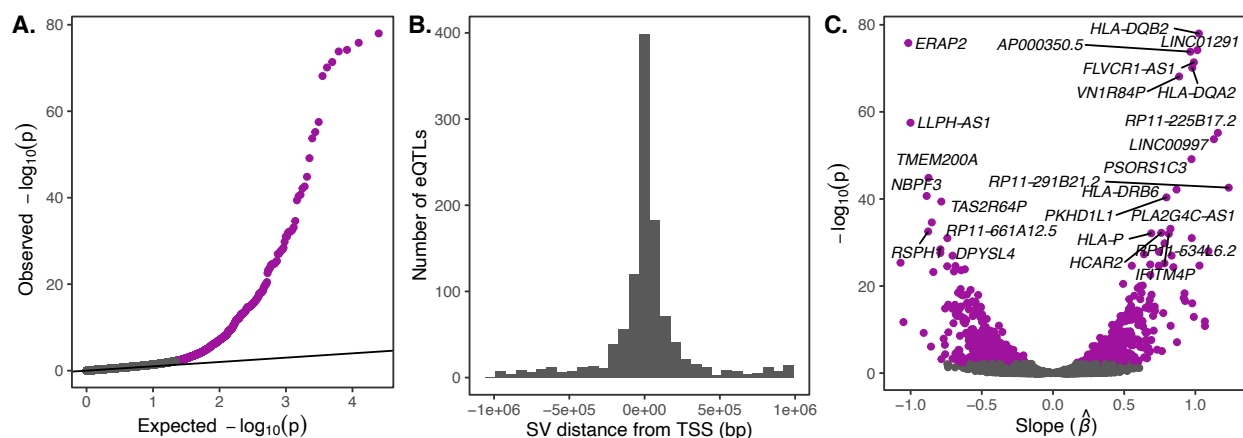 A.
80
60
40
20
0
Observed −log10(p)
0
1
2
3
4
Expected −log10(p)
B.
400
300
200
100
0
Number of eQTLs
−1e+06
−5e+05
0e+00
5e+05
1e+06
SV distance from TSS (bp)
C.
80
60
40
20
0
−log10(p)
HLA−DQB2
ERAP2
AP000350.5
LINC01291
FLVCR1−AS1
VN1R84P
HLA−DQA2
LLPH−AS1
RP11−225B17.2
LINC00997
TMEM200A
PSORS1C3
NBPF3
RP11−291B21.2
HLA−DRB6
TAS2R64P
PKHD1L1
PLA2G4C−AS1
RP11−661A12.5
HLA−P
RSPH1
DPYSL4
HCAR2
RP11−534L6.2
IFITM4P
−1.0
−0.5
0.0
0.5
1.0
Slope (β̂)